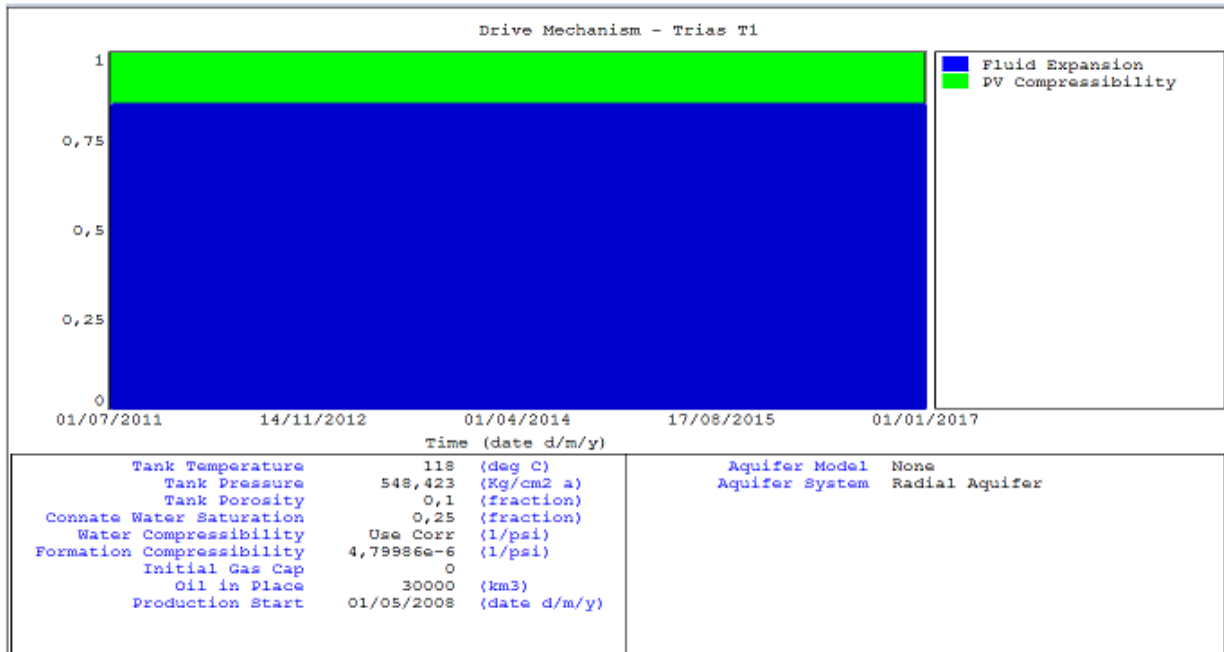 Drive Mechanism - Trias T1
Fluid Expansion
PV Compressibility
1
0,75
0,5
0,25
0
01/07/2011 14/11/2012 01/04/2014 17/08/2015 01/01/2017
Time (date d/m/y)
Tank Temperature 118 (deg C)
Tank Pressure 548,423 (Kg/cm2 a)
Tank Porosity 0,1 (fraction)
Connate Water Saturation 0,25 (fraction)
Water Compressibility Use Corr (1/psi)
Formation Compressibility 4,79986e-6 (1/psi)
Initial Gas Cap 0
Oil in Place 30000 (km3)
Production Start 01/05/2008 (date d/m/y)
Aquifer Model None
Aquifer System Radial Aquifer